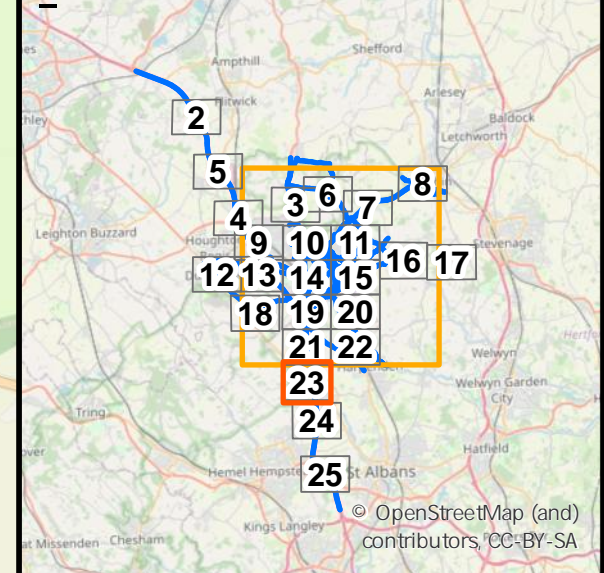 Ampthill
Shefford
Flitwick
Arlesey
Baldock
Letchworth
2
5
8
3
6
7
4
Leighton Buzzard
9
10
11
Stevenage
12
13
14
15
16
17
18
19
20
21
22
Welwyn
23
Welwyn Garden
City
Tring
24
Hatfield
25
St Albans
Kings Langley
Chesham
© OpenStreetMap (and)
contributors, CC-BY-SA